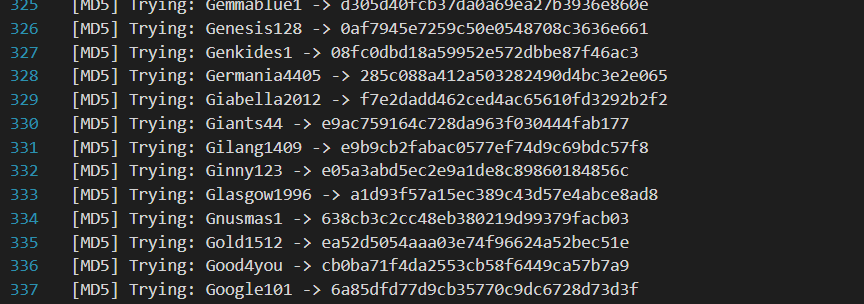 325 [MD5] Trying: Gemmablue1 -> d305d40fcb37da0a69ea27b3936e860e
326 [MD5] Trying: Genesis128 -> 0af7945e7259c50e0548708c3636e661
327 [MD5] Trying: Genkides1 -> 08fc0dbd18a59952e572dbbe87f46ac3
328 [MD5] Trying: Germania4405 -> 285c088a412a503282490d4bc3e2e065
329 [MD5] Trying: Giabella2012 -> f7e2dadd462ced4ac65610fd3292b2f2
330 [MD5] Trying: Giants44 -> e9ac759164c728da963f030444fab177
331 [MD5] Trying: Gilang1409 -> e9b9cb2fabac0577ef74d9c69bdc57f8
332 [MD5] Trying: Ginny123 -> e05a3abd5ec2e9a1de8c89860184856c
333 [MD5] Trying: Glasgow1996 -> a1d93f57a15ec389c43d57e4abce8ad8
334 [MD5] Trying: Gnusmas1 -> 638cb3c2cc48eb380219d99379facb03
335 [MD5] Trying: Gold1512 -> ea52d5054aaa03e74f96624a52bec51e
336 [MD5] Trying: Good4you -> cb0ba71f4da2553cb58f6449ca57b7a9
337 [MD5] Trying: Google101 -> 6a85dfd77d9cb35770c9dc6728d73d3f